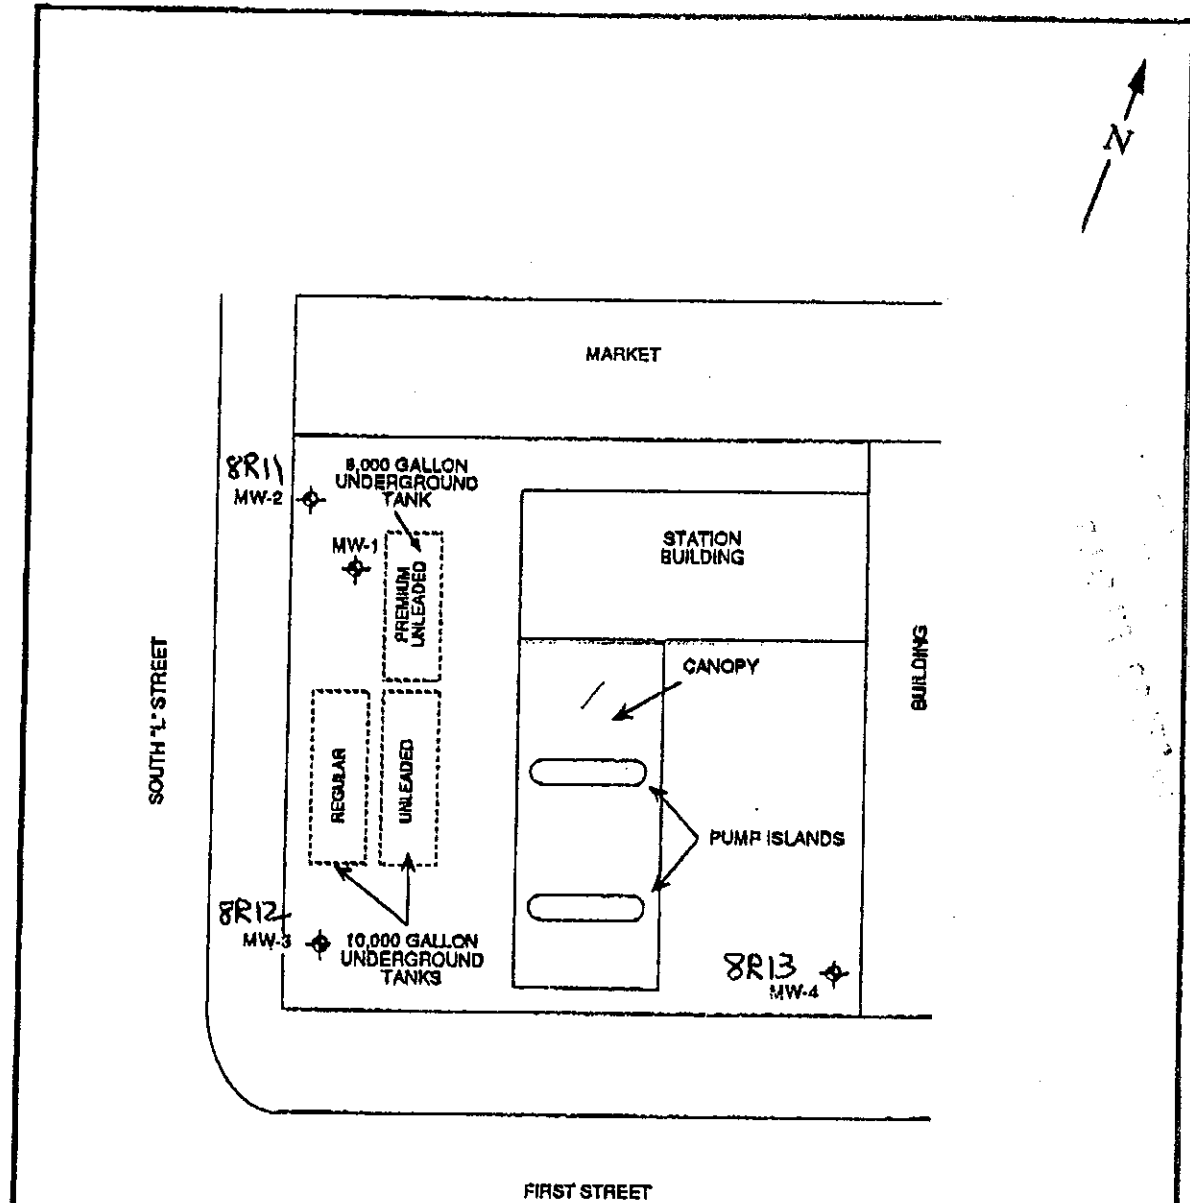 N
MARKET
8R11
MW-2
8,000 GALLON
UNDERGROUND
TANK
MW-1
PREMIUM
UNLEADED
STATION
BUILDING
CANOPY
BUILDING
SOUTH "L" STREET
REGULAR
UNLEADED
PUMP ISLANDS
8R12
MW-3
10,000 GALLON
UNDERGROUND
TANKS
8R13
MW-4
FIRST STREET